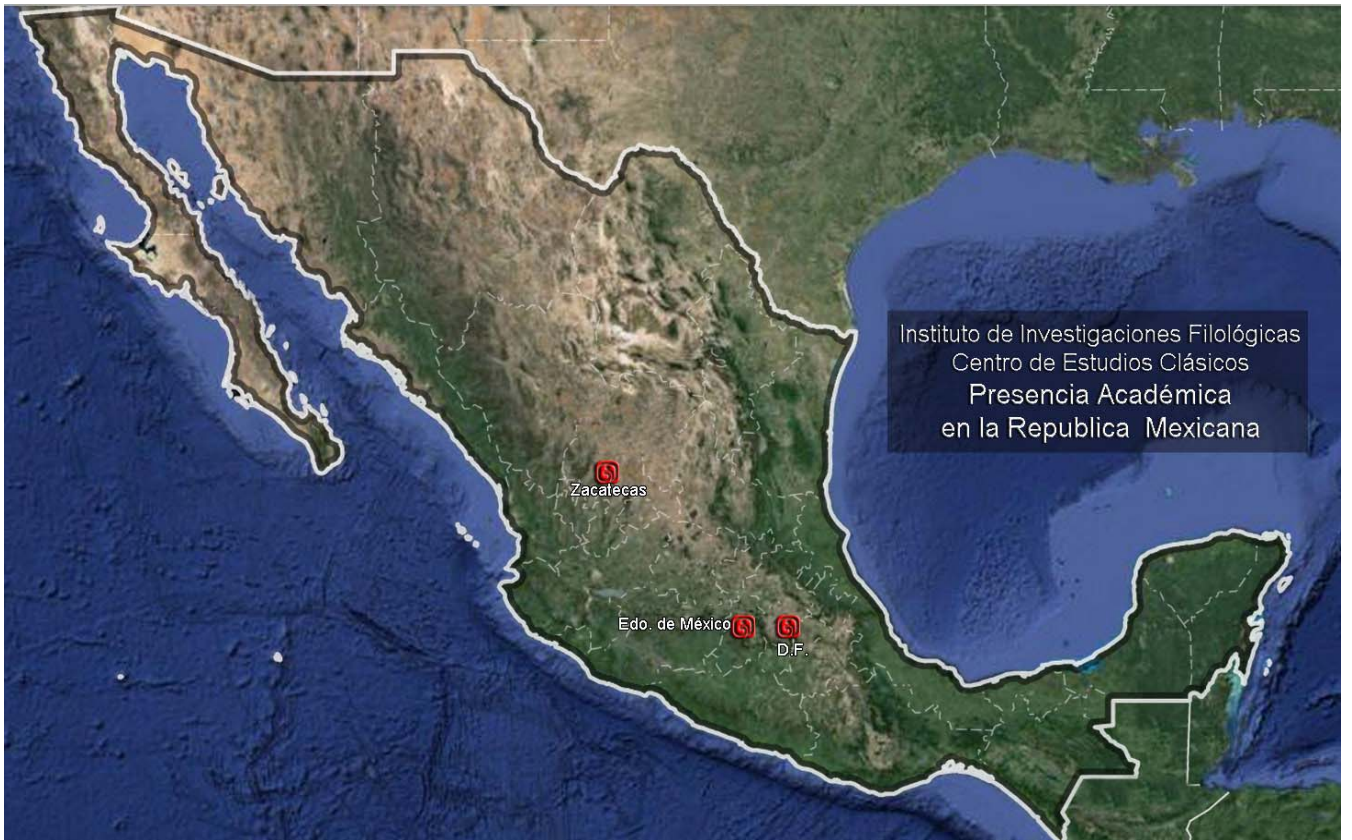 Instituto de Investigaciones Filológicas
Centro de Estudios Clásicos
Presencia Académica
en la Republica Mexicana
Zacatecas
Edo. de México
D.F.